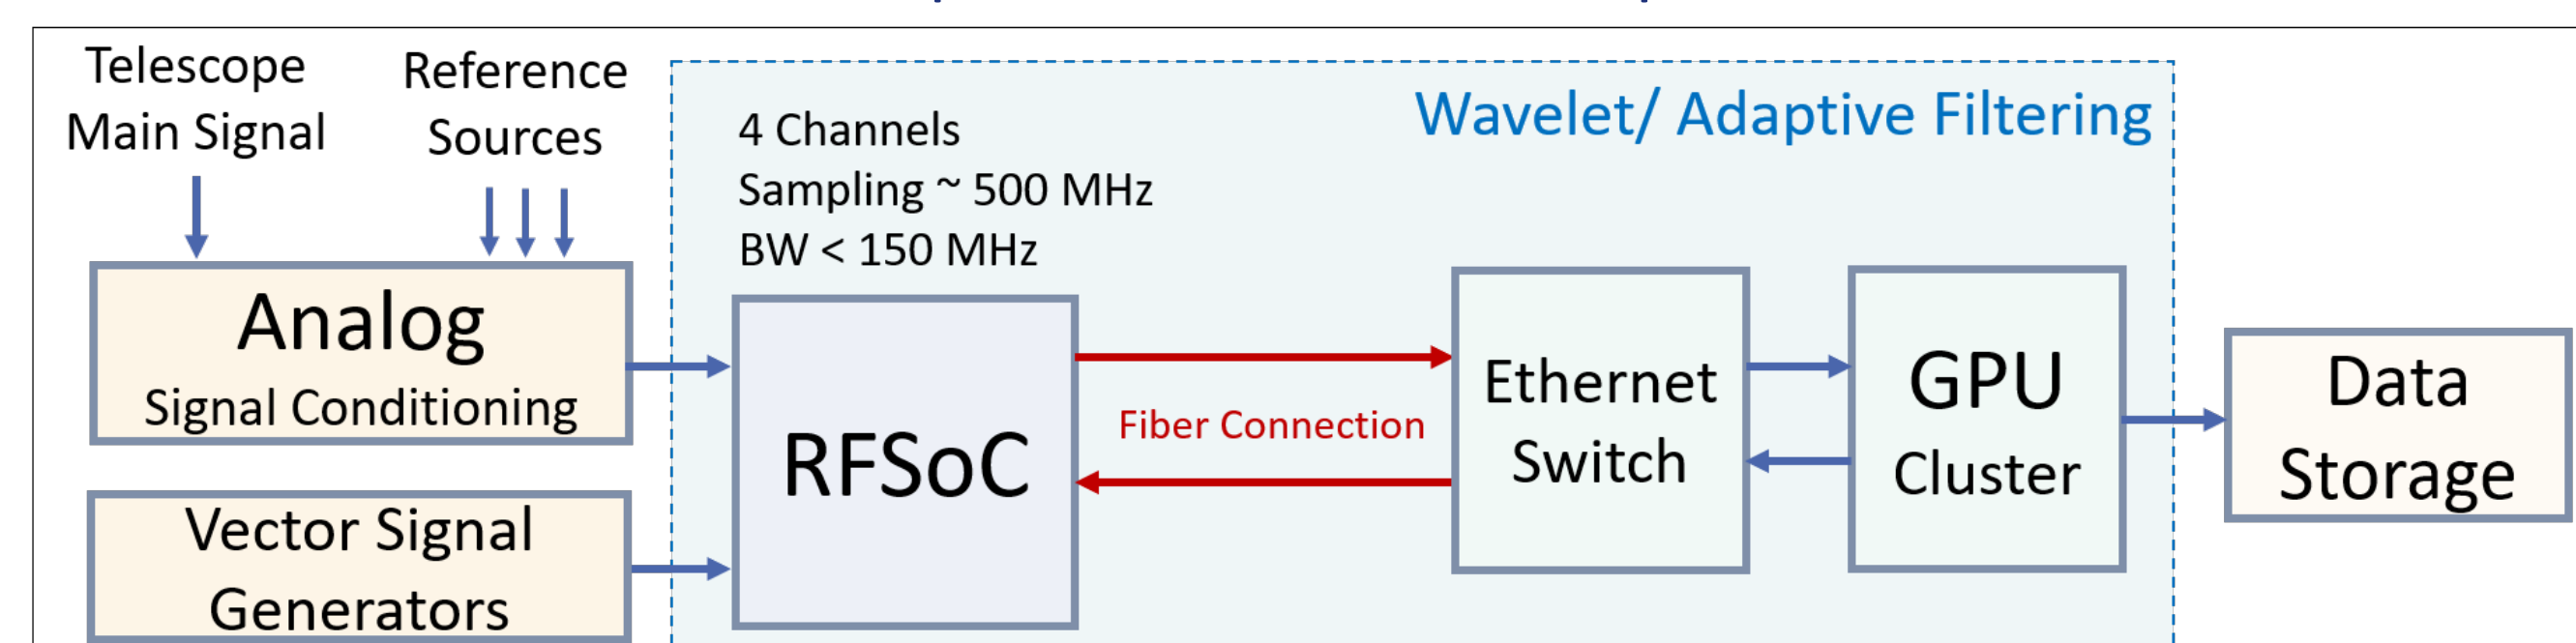 Telescope
Main Signal
Reference
Sources
4 Channels
Sampling ~ 500 MHz
BW < 150 MHz
Wavelet/ Adaptive Filtering
Analog
Signal Conditioning
Vector Signal
Generators
RFSoC
Fiber Connection
Ethernet
Switch
GPU
Cluster
Data
Storage